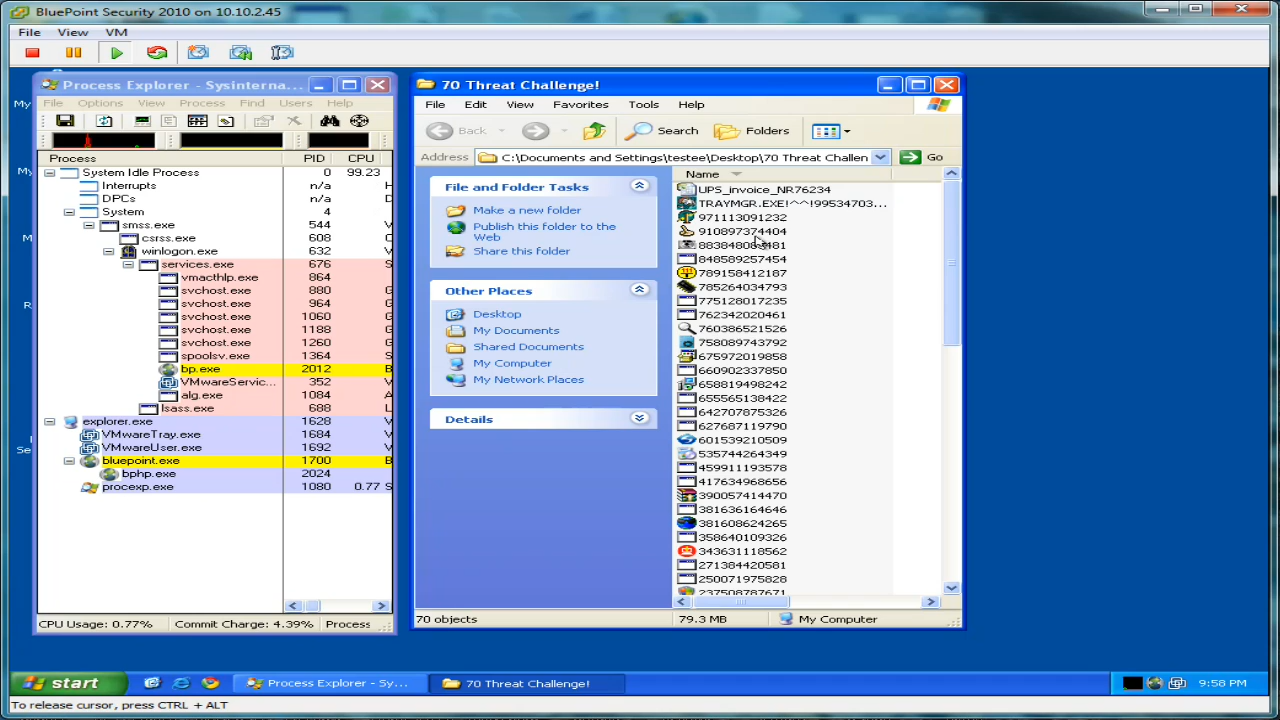 BluePoint Security 2010 on 10.10.2.45
File View VM
Process Explorer - Sysinterna...
File Options View Process Find Users Help
Process PID CPU
System Idle Process 0 99.23
Interrupts n/a
DPCs n/a
System 4
smss.exe 544
csrss.exe 608
winlogon.exe 632
services.exe 676
vmacthlp.exe 864
svchost.exe 880
svchost.exe 964
svchost.exe 1060
svchost.exe 1188
svchost.exe 1260
spoolsv.exe 1364
bp.exe 2012
VMwareServic... 352
alg.exe 1084
lsass.exe 688
explorer.exe 1628
VMwareTray.exe 1684
VMwareUser.exe 1692
bluepoint.exe 1700
bphp.exe 2024
procexp.exe 1080 0.77
CPU Usage: 0.77% Commit Charge: 4.39% Process
70 Threat Challenge!
File Edit View Favorites Tools Help
Back Search Folders
Address C:\Documents and Settings\testee\Desktop\70 Threat Challen Go
File and Folder Tasks
Make a new folder
Publish this folder to the
Web
Share this folder
Other Places
Desktop
My Documents
Shared Documents
My Computer
My Network Places
Details
Name
UPS_invoice_NR76234
TRAYMGR.EXE!^^!99534703...
971113091232
910897374404
848589257454
789158412187
785264034793
775128017235
762342020461
760386521526
758089743792
675972019858
660902337850
658819498242
655565138422
642707875326
627687119790
601539210509
535744264349
459911193578
417634968656
390057414470
381636164646
381608624265
358640109326
343631118562
271384420581
250071975828
237508787671
70 objects 79.3 MB My Computer
start Process Explorer - Sy... 70 Threat Challenge! 9:58 PM
To release cursor, press CTRL + ALT